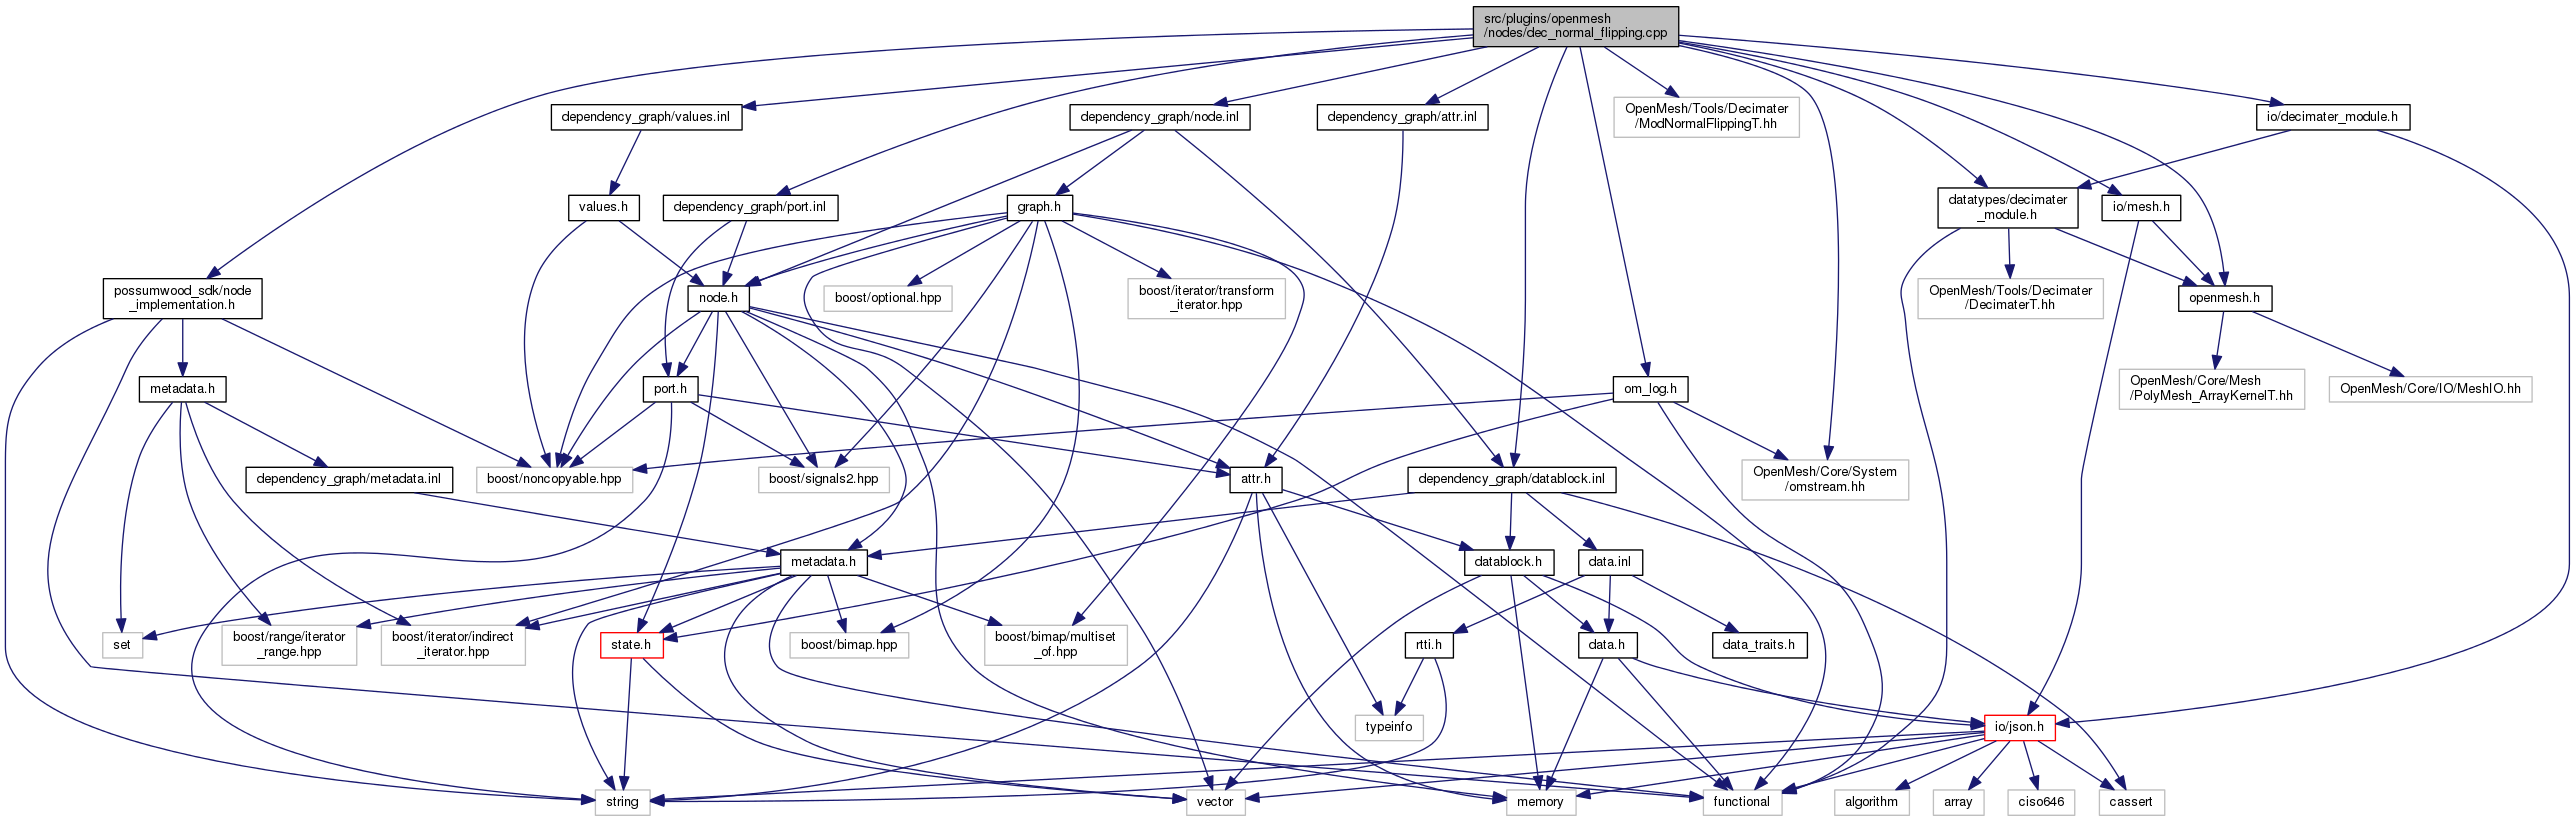 src/plugins/openmesh
/nodes/dec_normal_flipping.cpp
dependency_graph/values.inl
dependency_graph/node.inl
dependency_graph/attr.inl
OpenMesh/Tools/Decimater
/ModNormalFlippingT.hh
io/decimater_module.h
values.h
dependency_graph/port.inl
graph.h
datatypes/decimater
_module.h
io/mesh.h
possumwood_sdk/node
_implementation.h
node.h
boost/optional.hpp
boost/iterator/transform
_iterator.hpp
OpenMesh/Tools/Decimater
/DecimaterT.hh
openmesh.h
metadata.h
port.h
om_log.h
OpenMesh/Core/Mesh
/PolyMesh_ArrayKernelT.hh
OpenMesh/Core/IO/MeshIO.hh
dependency_graph/metadata.inl
boost/noncopyable.hpp
boost/signals2.hpp
attr.h
dependency_graph/datablock.inl
OpenMesh/Core/System
/omstream.hh
metadata.h
datablock.h
data.inl
set
boost/range/iterator
_range.hpp
boost/iterator/indirect
_iterator.hpp
state.h
boost/bimap.hpp
boost/bimap/multiset
_of.hpp
rtti.h
data.h
data_traits.h
typeinfo
io/json.h
string
vector
memory
functional
algorithm
array
ciso646
cassert